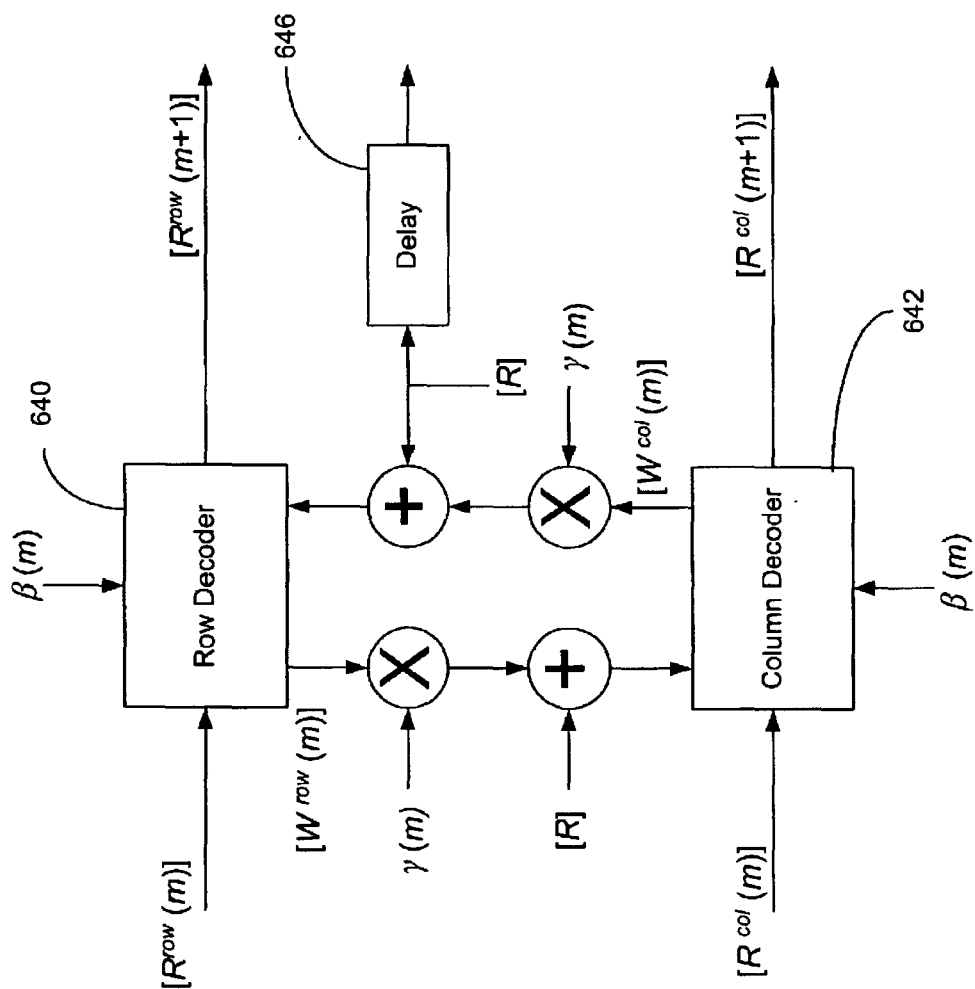 β (m)
640
[R^row (m)]
Row Decoder
[R^row (m+1)]
646
[W^row (m)]
γ (m)
X
+
Delay
[R]
[R]
+
X
γ (m)
[W^col (m)]
[R^col (m)]
Column Decoder
[R^col (m+1)]
642
β (m)